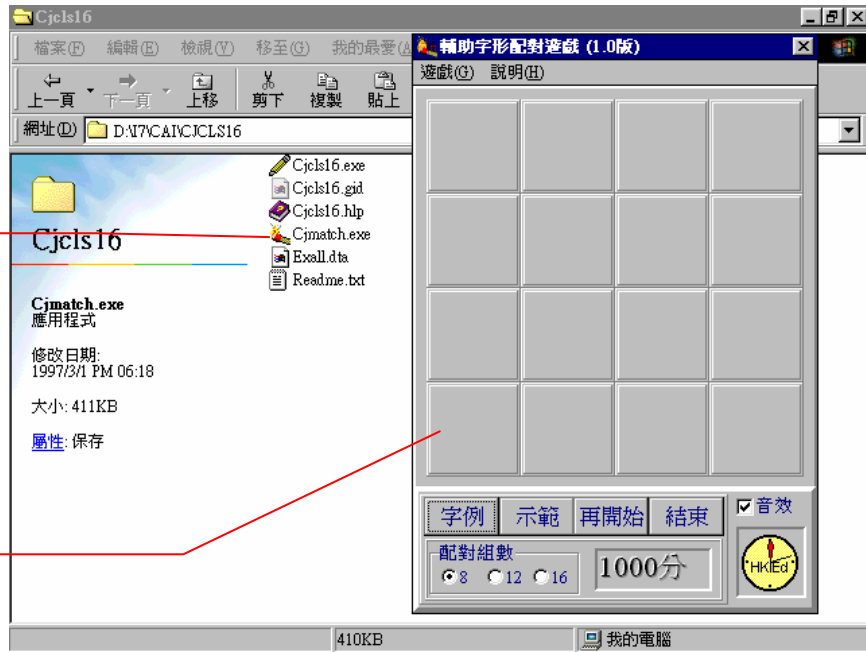 Cjcls16
檔案(F) 編輯(E) 檢視(V) 移至(G) 我的最愛(A
上一頁 下一頁 上移 剪下 複製 貼上
網址(D) D:\I7\CAI\CJCLS16
Cjcls16
Cjmatch.exe
應用程式
修改日期:
1997/3/1 PM 06:18
大小: 411KB
屬性: 保存
Cjcls16.exe
Cjcls16.gid
Cjcls16.hlp
Cjmatch.exe
Exall.dta
Readme.txt
輔助字形配對遊戲 (1.0版)
遊戲(G) 說明(H)
字例 示範 再開始 結束 音效
配對組數
8 12 16 1000分 HKIEd
410KB 我的電腦